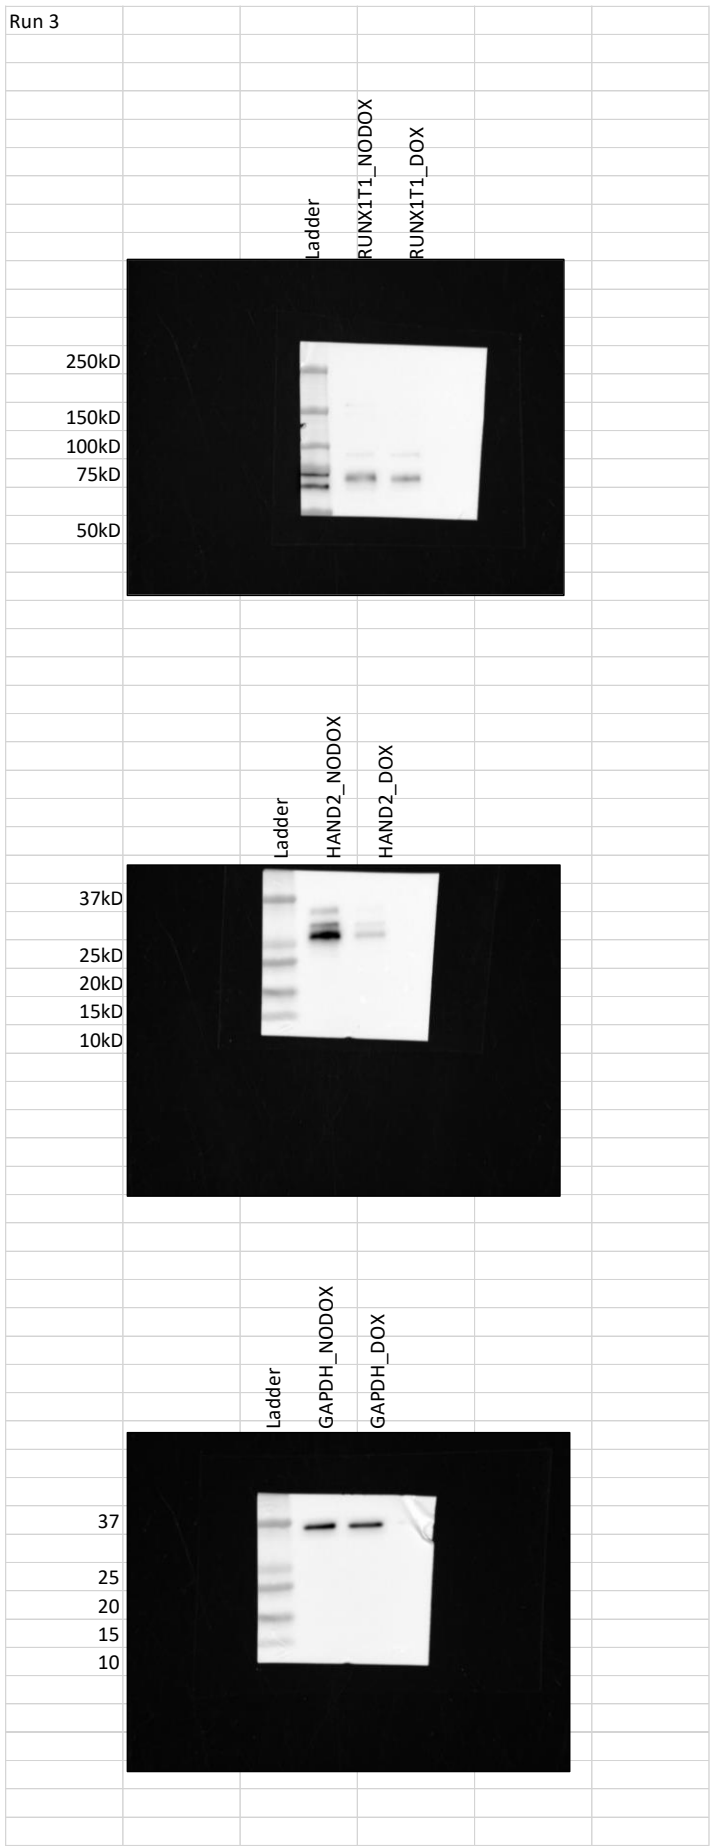 Run 3
Ladder
RUNX1T1_NODOX
RUNX1T1_DOX
250kD
150kD
100kD
75kD
50kD
Ladder
HAND2_NODOX
HAND2_DOX
37kD
25kD
20kD
15kD
10kD
Ladder
GAPDH_NODOX
GAPDH_DOX
37
25
20
15
10